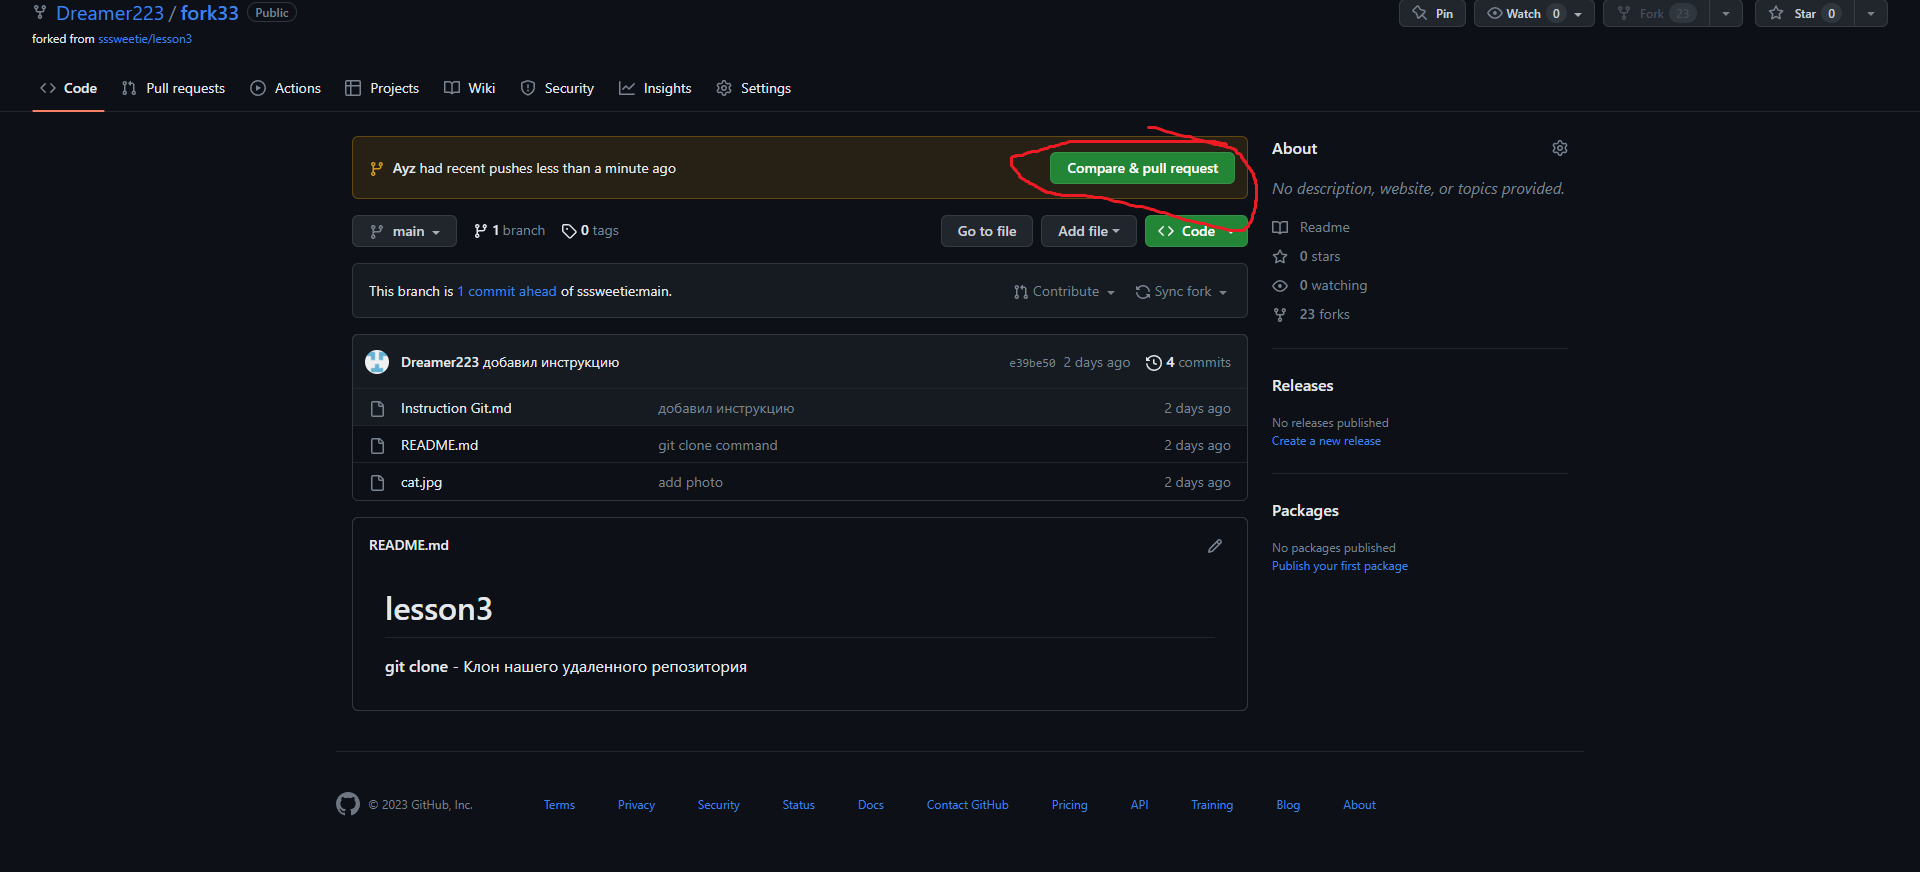 Dreamer223 / fork33 Public
Pin Watch 0 Fork 23 Star 0
forked from sssweetie/lesson3
Code Pull requests Actions Projects Wiki Security Insights Settings
Ayz had recent pushes less than a minute ago Compare & pull request
main 1 branch 0 tags Go to file Add file Code
This branch is 1 commit ahead of sssweetie:main. Contribute Sync fork
Dreamer223 добавил инструкцию e39be50 2 days ago 4 commits
Instruction Git.md добавил инструкцию 2 days ago
README.md git clone command 2 days ago
cat.jpg add photo 2 days ago
README.md
lesson3
git clone - Клон нашего удаленного репозитория
About
No description, website, or topics provided.
Readme
0 stars
0 watching
23 forks
Releases
No releases published
Create a new release
Packages
No packages published
Publish your first package
© 2023 GitHub, Inc. Terms Privacy Security Status Docs Contact GitHub Pricing API Training Blog About